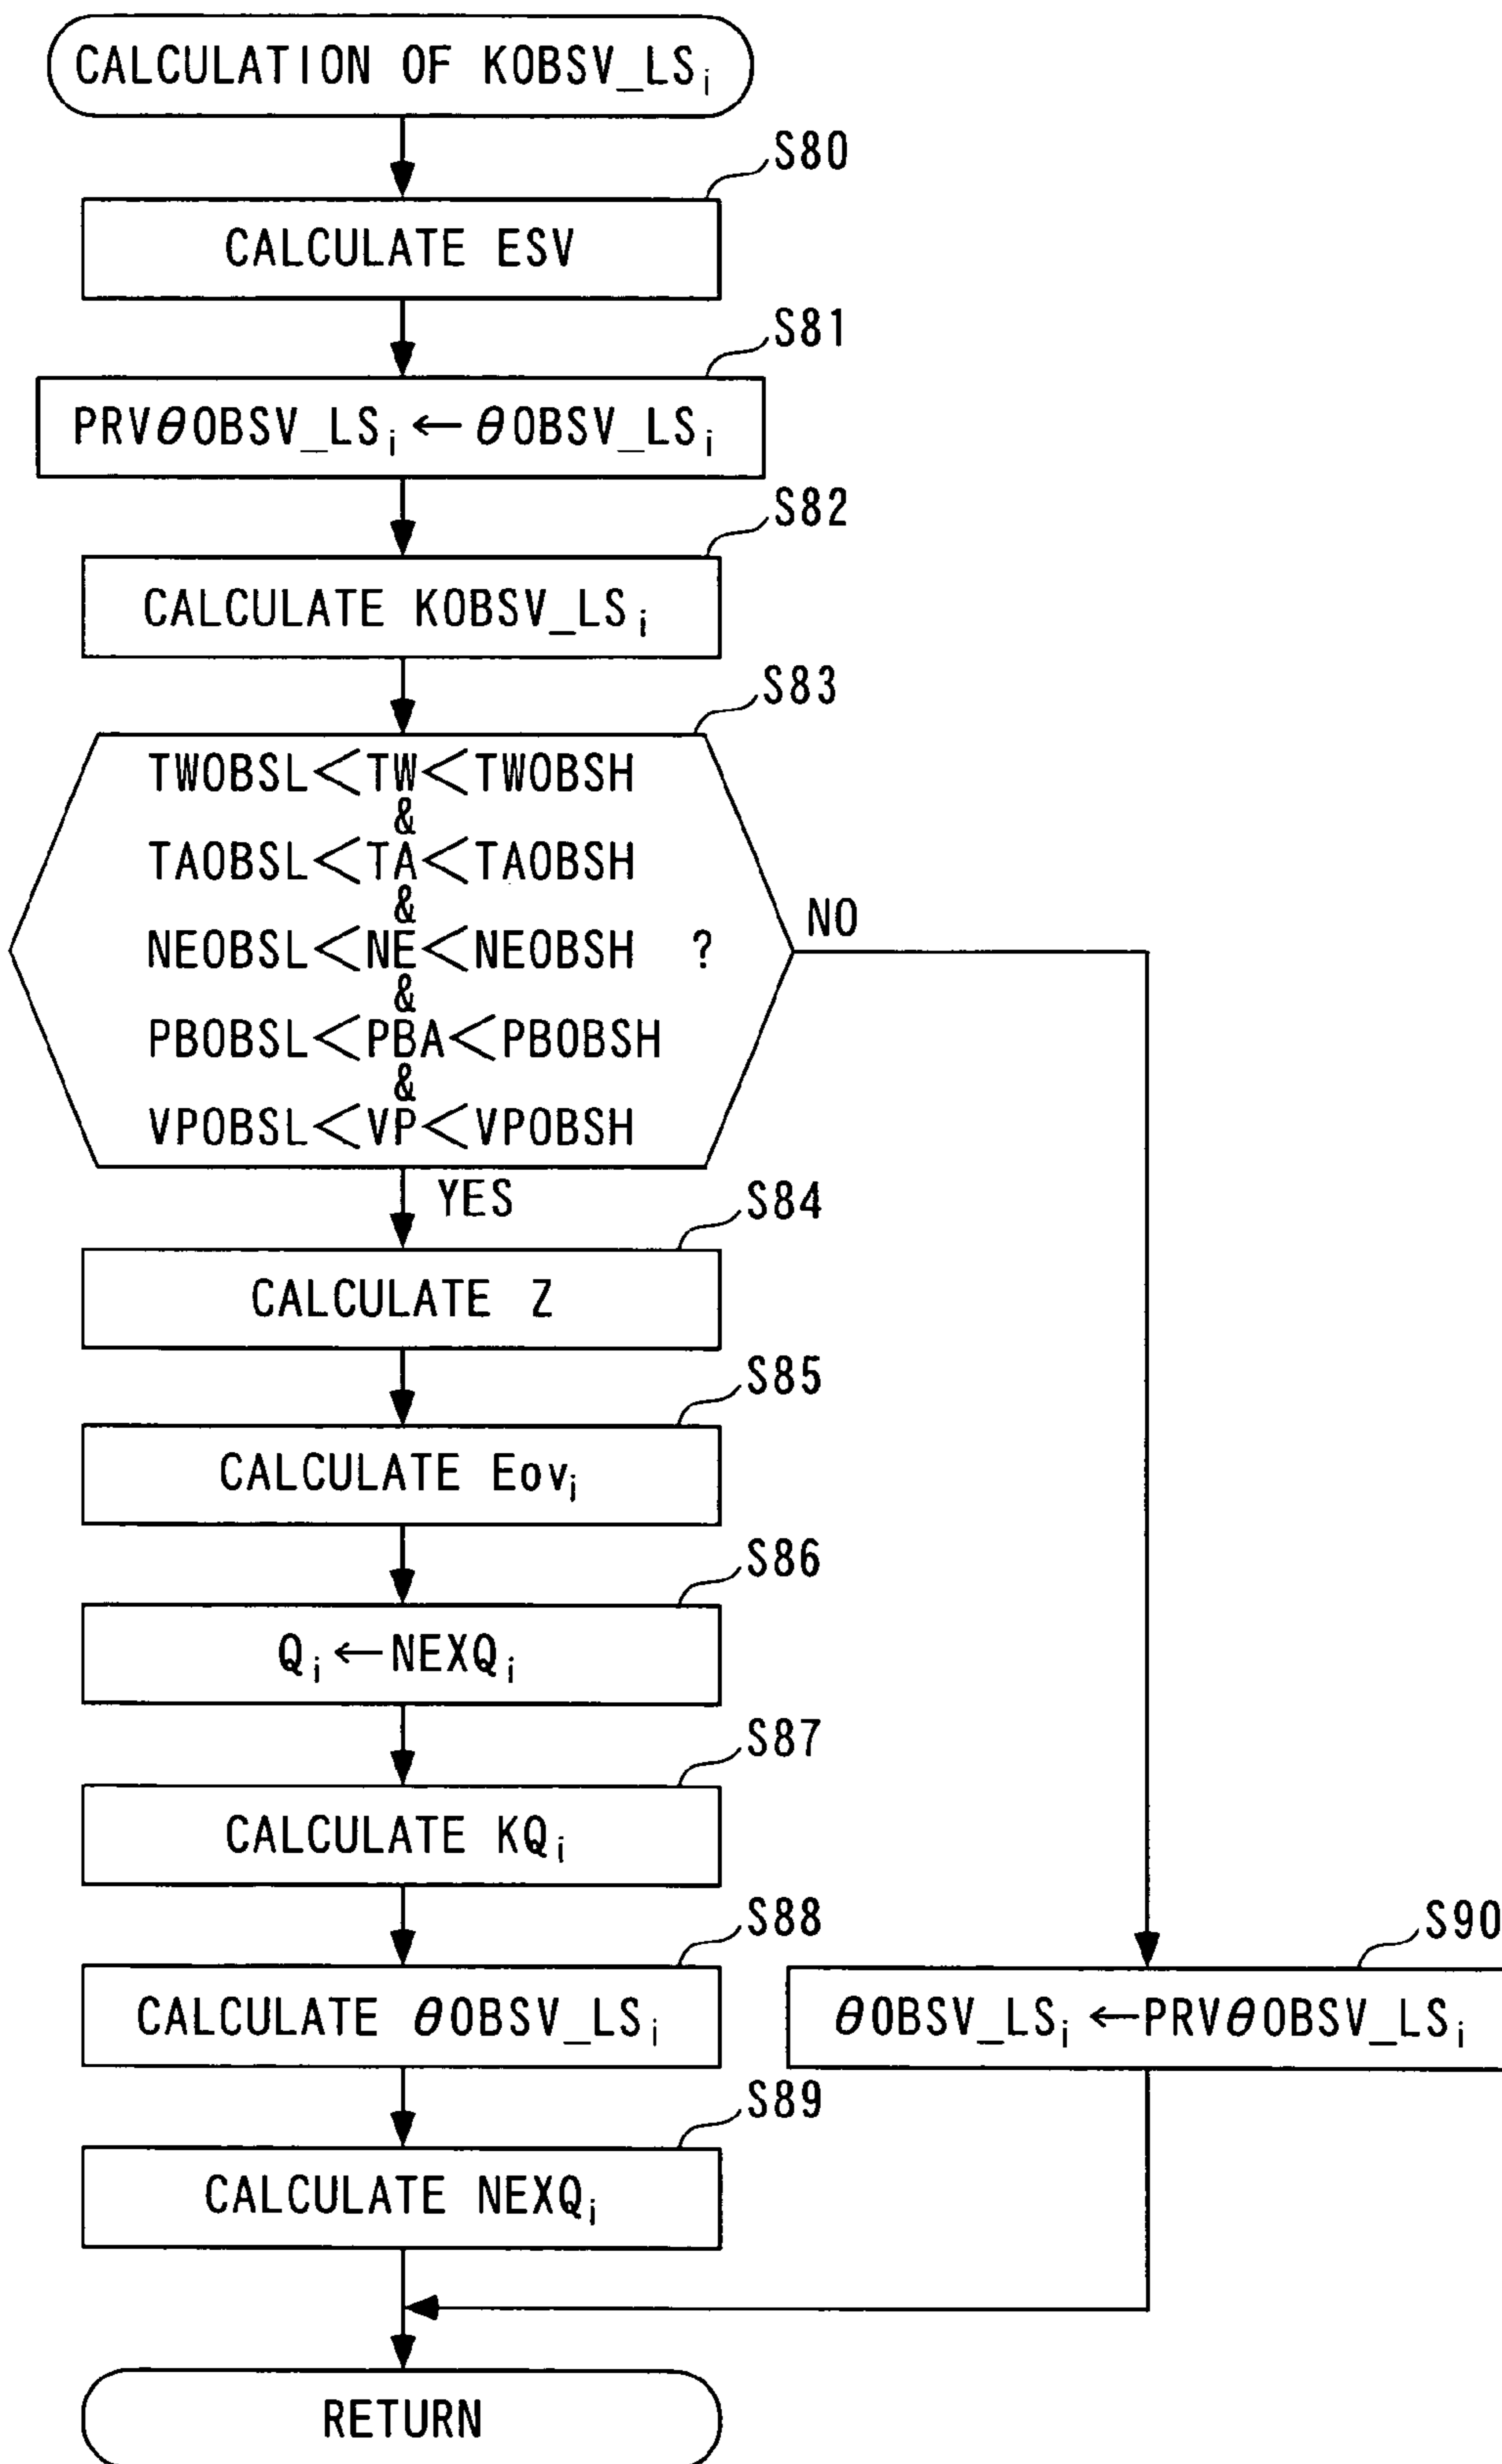 CALCULATION OF KOBSV_LSi
S80
CALCULATE ESV
S81
PRVθOBSV_LSi ← θOBSV_LSi
S82
CALCULATE KOBSV_LSi
S83
TWOBSL<TW<TWOBSH
&
TAOBSL<TA<TAOBSH
&
NEOBSL<NE<NEOBSH ?
&
PBOBSL<PBA<PBOBSH
&
VPOBSL<VP<VPOBSH
NO
YES
S84
CALCULATE Z
S85
CALCULATE Eovi
S86
Qi ← NEXQi
S87
CALCULATE KQi
S88
CALCULATE θOBSV_LSi
S90
θOBSV_LSi ← PRVθOBSV_LSi
S89
CALCULATE NEXQi
RETURN